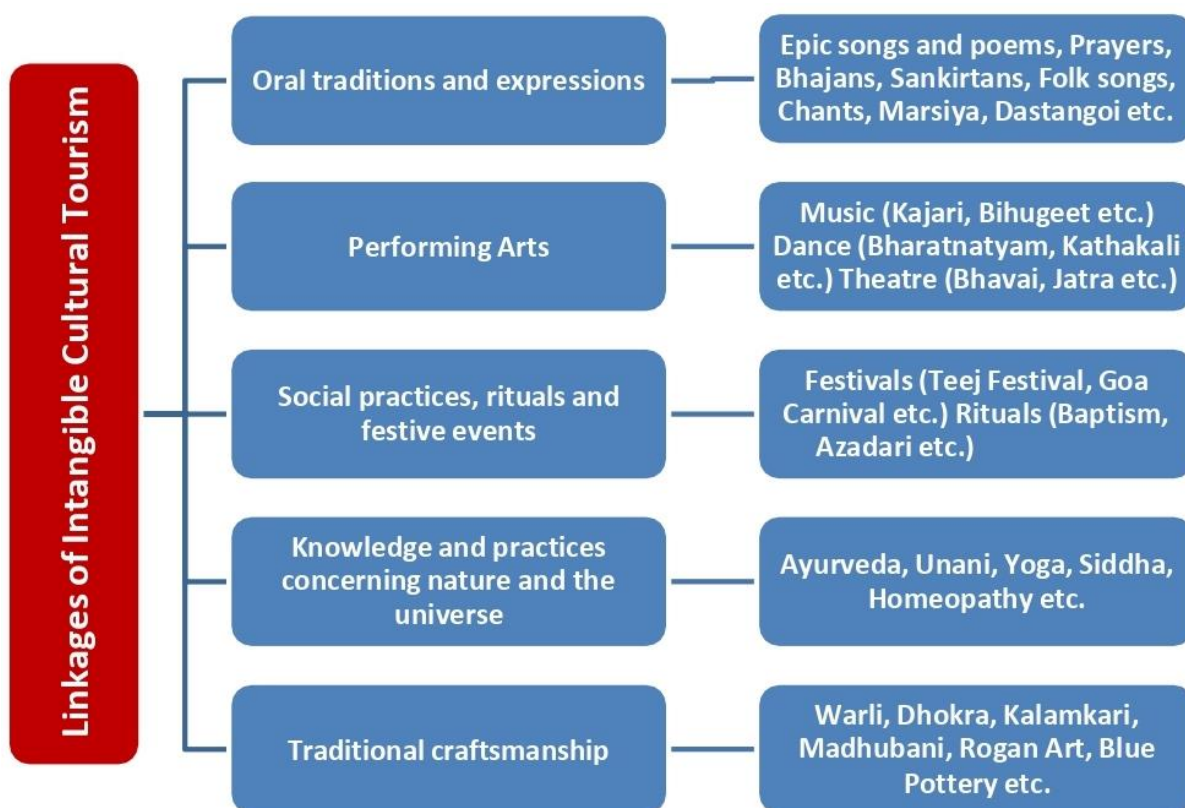 Linkages of Intangible Cultural Tourism
Oral traditions and expressions
Epic songs and poems, Prayers,
Bhajans, Sankirtans, Folk songs,
Chants, Marsiya, Dastangoi etc.
Performing Arts
Music (Kajari, Bihugeet etc.)
Dance (Bharatnatyam, Kathakali
etc.) Theatre (Bhavai, Jatra etc.)
Social practices, rituals and
festive events
Festivals (Teej Festival, Goa
Carnival etc.) Rituals (Baptism,
Azadari etc.)
Knowledge and practices
concerning nature and the
universe
Ayurveda, Unani, Yoga, Siddha,
Homeopathy etc.
Traditional craftsmanship
Warli, Dhokra, Kalamkari,
Madhubani, Rogan Art, Blue
Pottery etc.